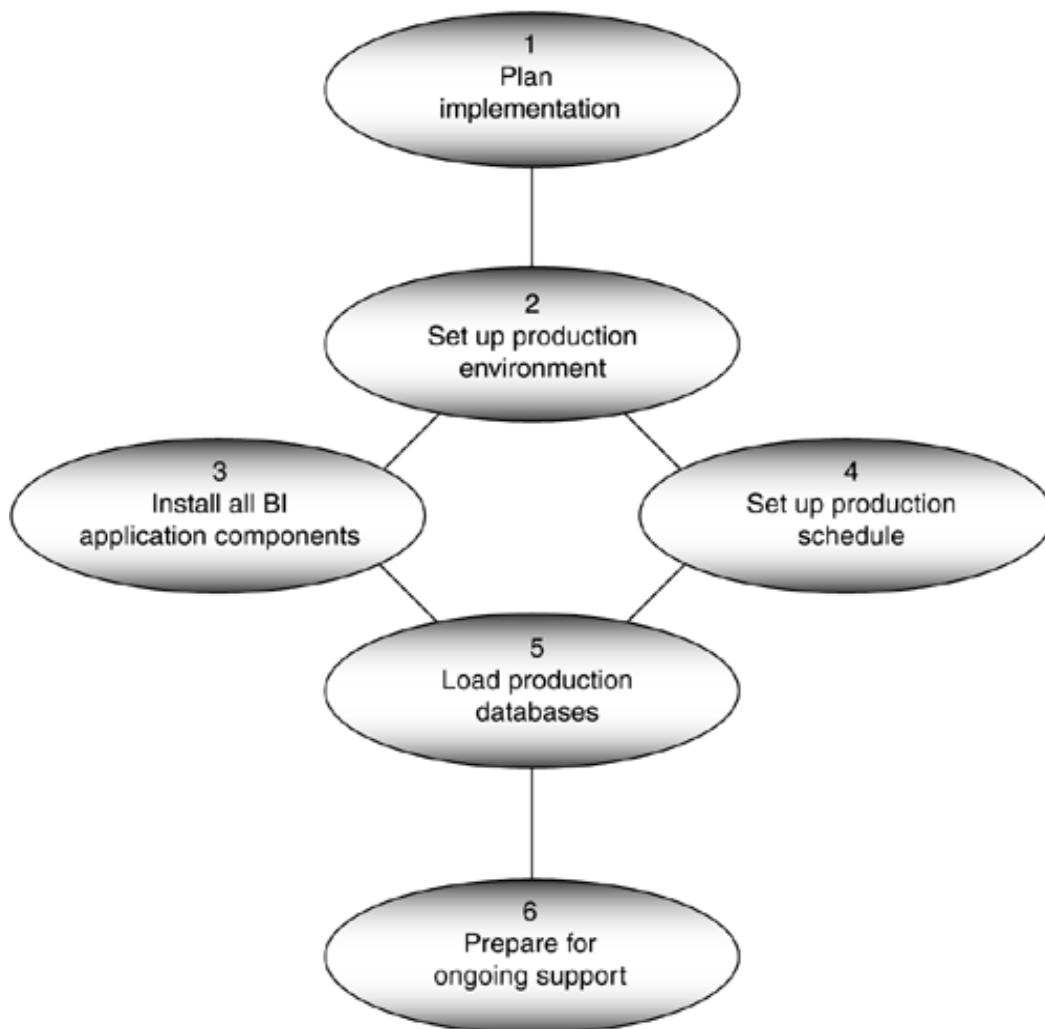 1
Plan
implementation
2
Set up production
environment
3
Install all BI
application components
4
Set up production
schedule
5
Load production
databases
6
Prepare for
ongoing support